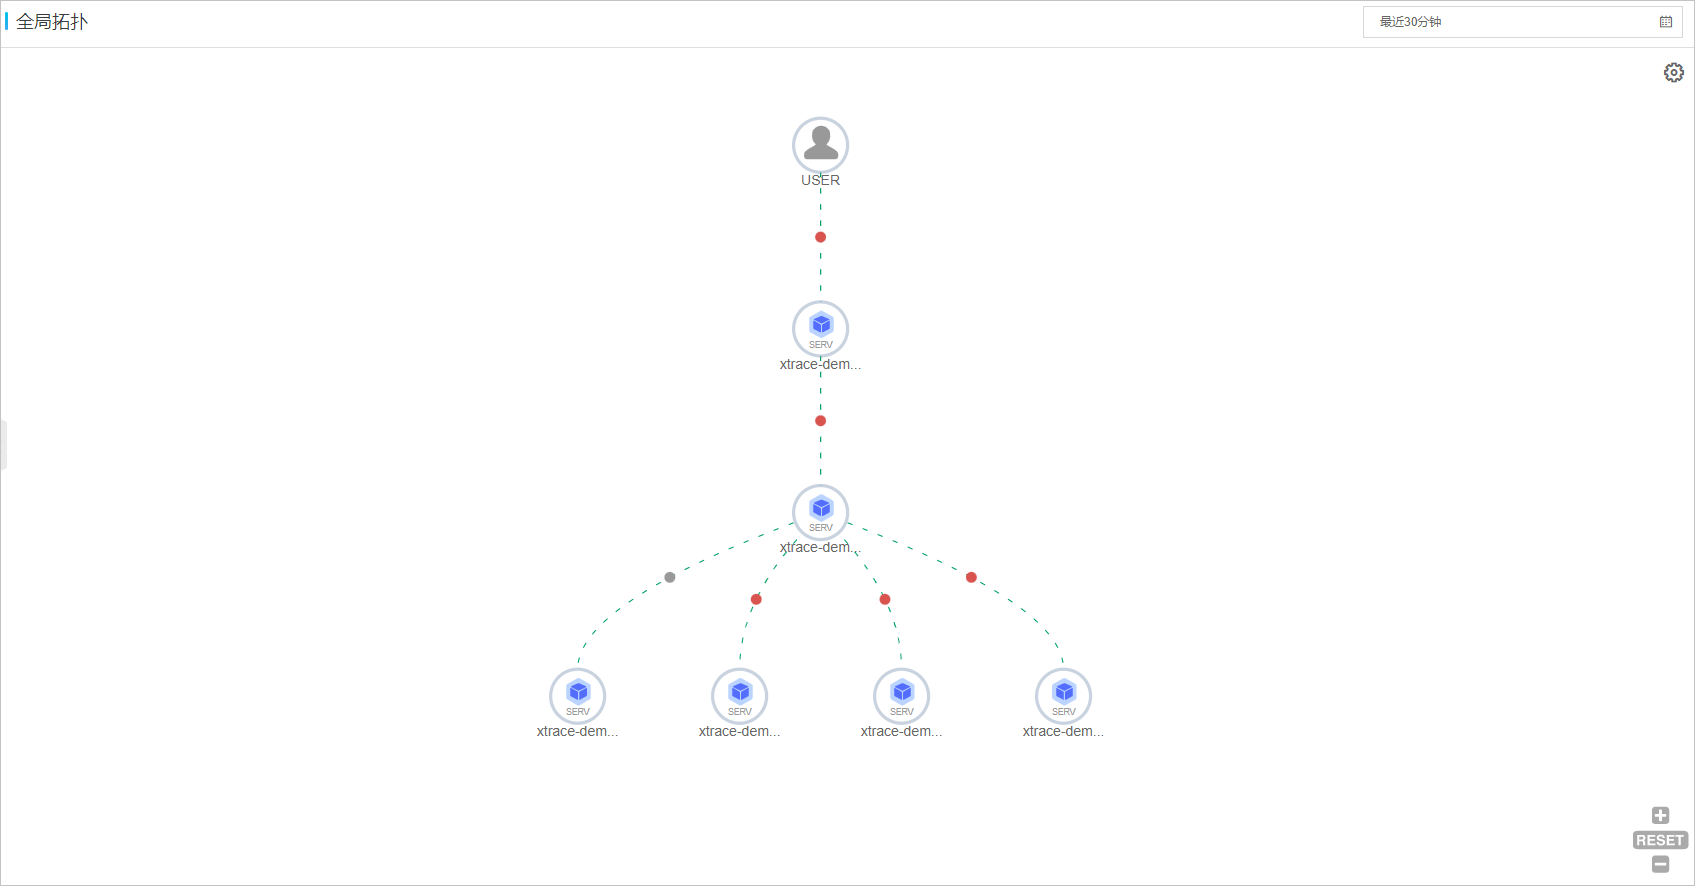 全局拓扑
最近30分钟
USER
SERV
xtrace-dem...
SERV
xtrace-dem...
SERV
xtrace-dem...
SERV
xtrace-dem...
SERV
xtrace-dem...
SERV
xtrace-dem...
RESET